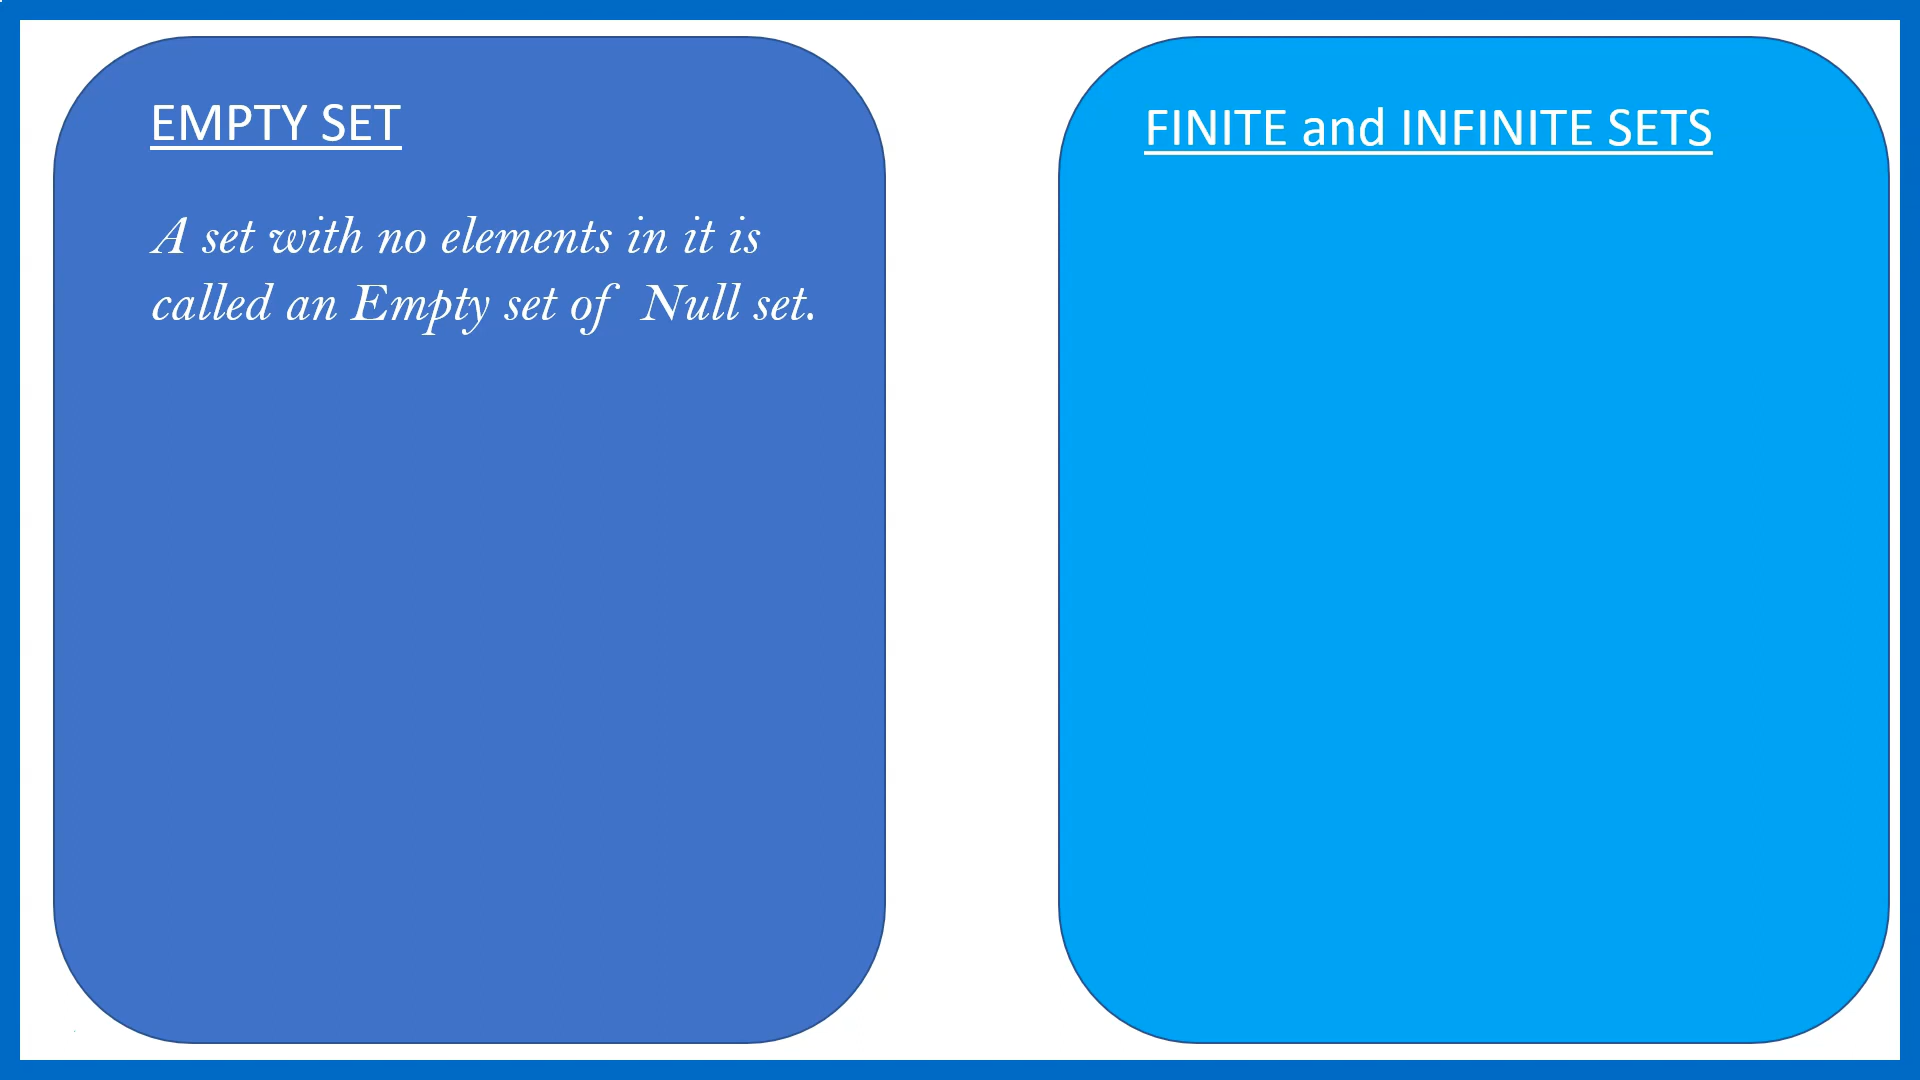 EMPTY SET
A set with no elements in it is
called an Empty set of  Null set.
FINITE and INFINITE SETS